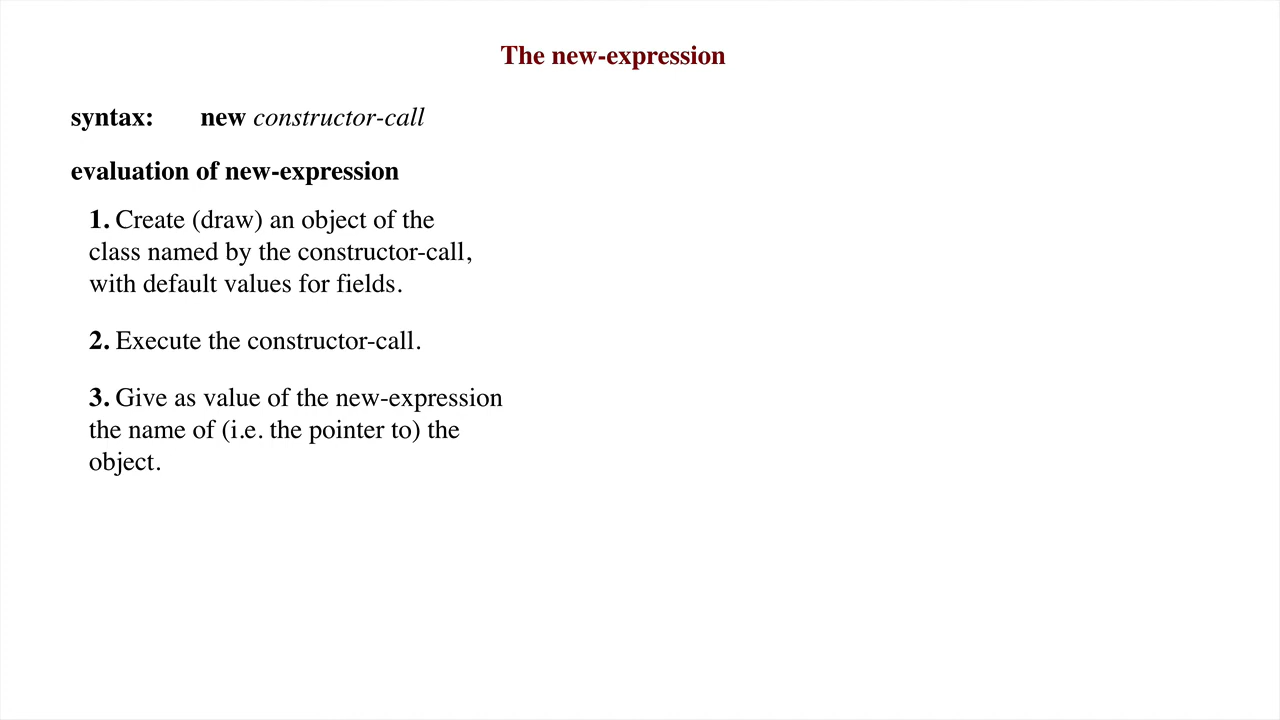 The new-expression
syntax: new constructor-call
evaluation of new-expression
1. Create (draw) an object of the
class named by the constructor-call,
with default values for fields.
2. Execute the constructor-call.
3. Give as value of the new-expression
the name of (i.e. the pointer to) the
object.